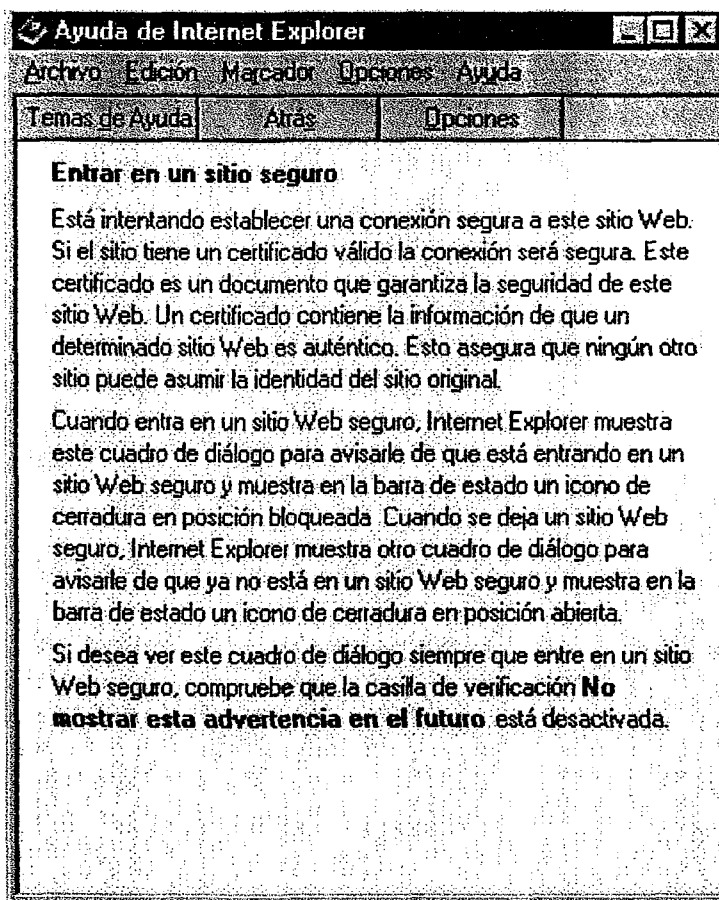 Ayuda de Internet Explorer
Archivo Edición Marcador Opciones Ayuda
Temas de Ayuda Atrás Opciones
Entrar en un sitio seguro
Está intentando establecer una conexión segura a este sitio Web.
Si el sitio tiene un certificado válido la conexión será segura. Este
certificado es un documento que garantiza la seguridad de este
sitio Web. Un certificado contiene la información de que un
determinado sitio Web es auténtico. Esto asegura que ningún otro
sitio puede asumir la identidad del sitio original.
Cuando entra en un sitio Web seguro, Internet Explorer muestra
este cuadro de diálogo para avisarle de que está entrando en un
sitio Web seguro y muestra en la barra de estado un icono de
cerradura en posición bloqueada. Cuando se deja un sitio Web
seguro, Internet Explorer muestra otro cuadro de diálogo para
avisarle de que ya no está en un sitio Web seguro y muestra en la
barra de estado un icono de cerradura en posición abierta.
Si desea ver este cuadro de diálogo siempre que entre en un sitio
Web seguro, compruebe que la casilla de verificación No
mostrar esta advertencia en el futuro está desactivada.